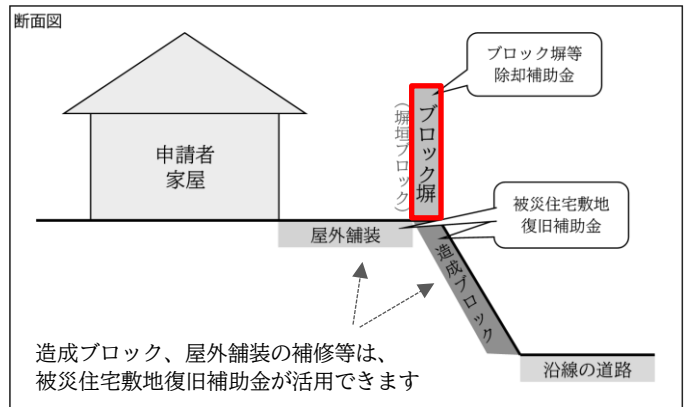 断面図
ブロック塀等
除却補助金
ブロック塀
(塀垣ブロック)
申請者
家屋
被災住宅敷地
復旧補助金
屋外舗装
造成ブロック
造成ブロック、屋外舗装の補修等は、
被災住宅敷地復旧補助金が活用できます
沿線の道路